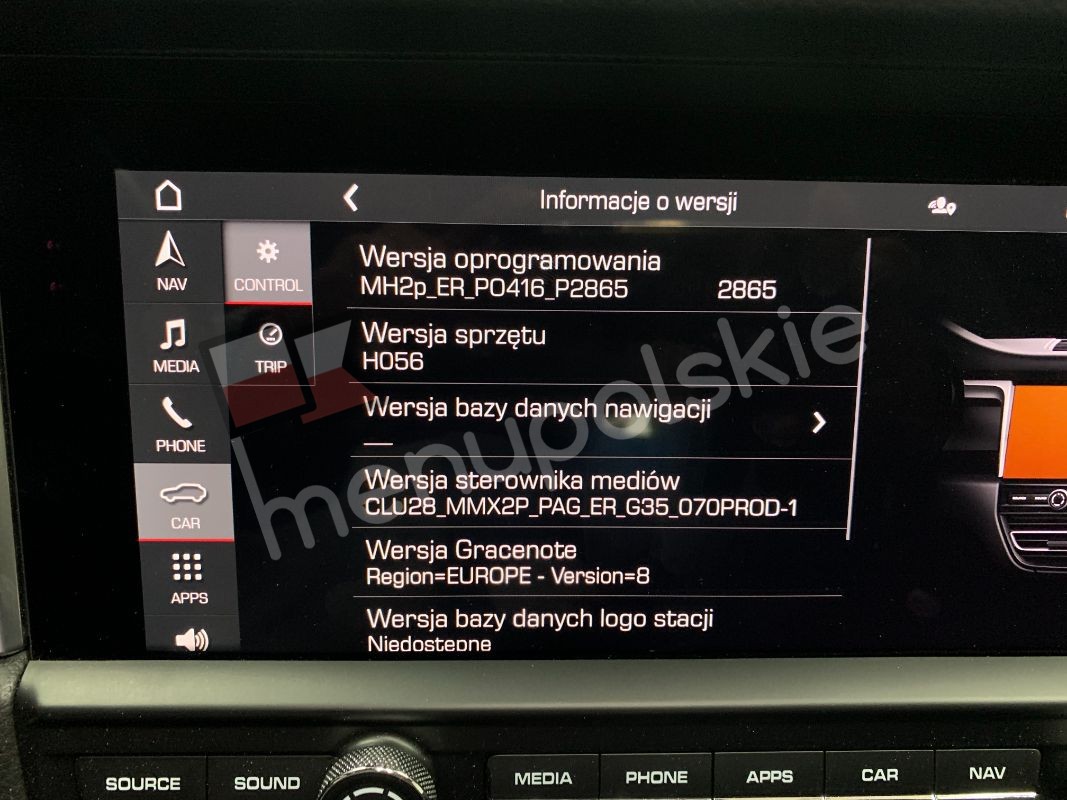 Informacje o wersji
NAV
CONTROL
MEDIA
TRIP
PHONE
CAR
APPS
Wersja oprogramowania
MH2p_ER_PO416_P2865 2865
Wersja sprzętu
H056
Wersja bazy danych nawigacji
—
Wersja sterownika mediów
CLU28_MMX2P_PAG_ER_G35_070PROD-1
Wersja Gracenote
Region=EUROPE - Version=8
Wersja bazy danych logo stacji
Niedostępne
menupolskie
SOURCE SOUND MEDIA PHONE APPS CAR NAV